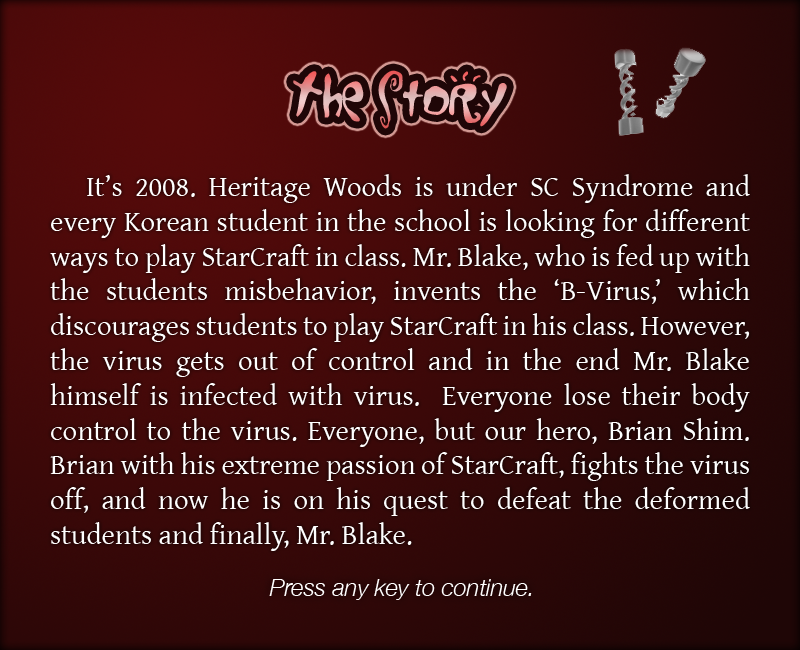 the Story
It's 2008. Heritage Woods is under SC Syndrome and
every Korean student in the school is looking for different
ways to play StarCraft in class. Mr. Blake, who is fed up with
the students misbehavior, invents the ‘B-Virus,’ which
discourages students to play StarCraft in his class. However,
the virus gets out of control and in the end Mr. Blake
himself is infected with virus.  Everyone lose their body
control to the virus. Everyone, but our hero, Brian Shim.
Brian with his extreme passion of StarCraft, fights the virus
off, and now he is on his quest to defeat the deformed
students and finally, Mr. Blake.
Press any key to continue.